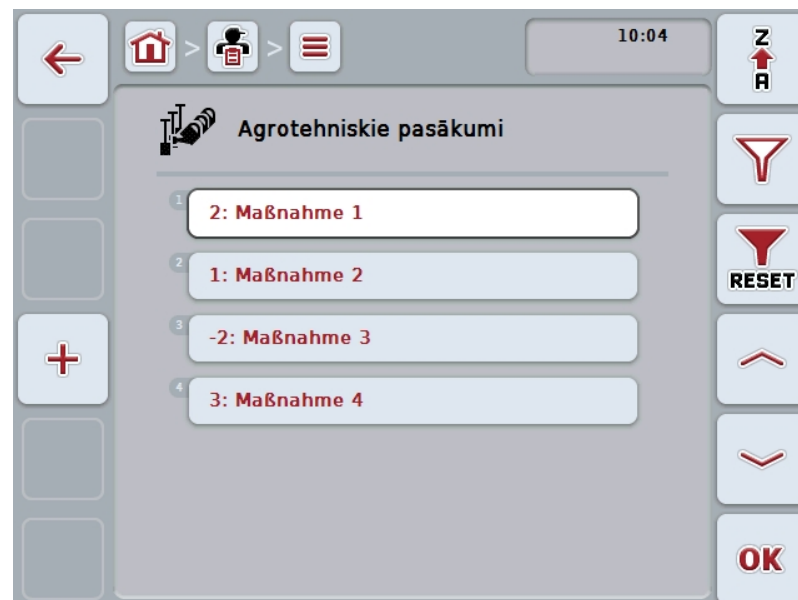 > > 10:04
Z
A
Agrotehniskie pasākumi
1 2: Maßnahme 1
2 1: Maßnahme 2
RESET
3 -2: Maßnahme 3
4 3: Maßnahme 4
OK